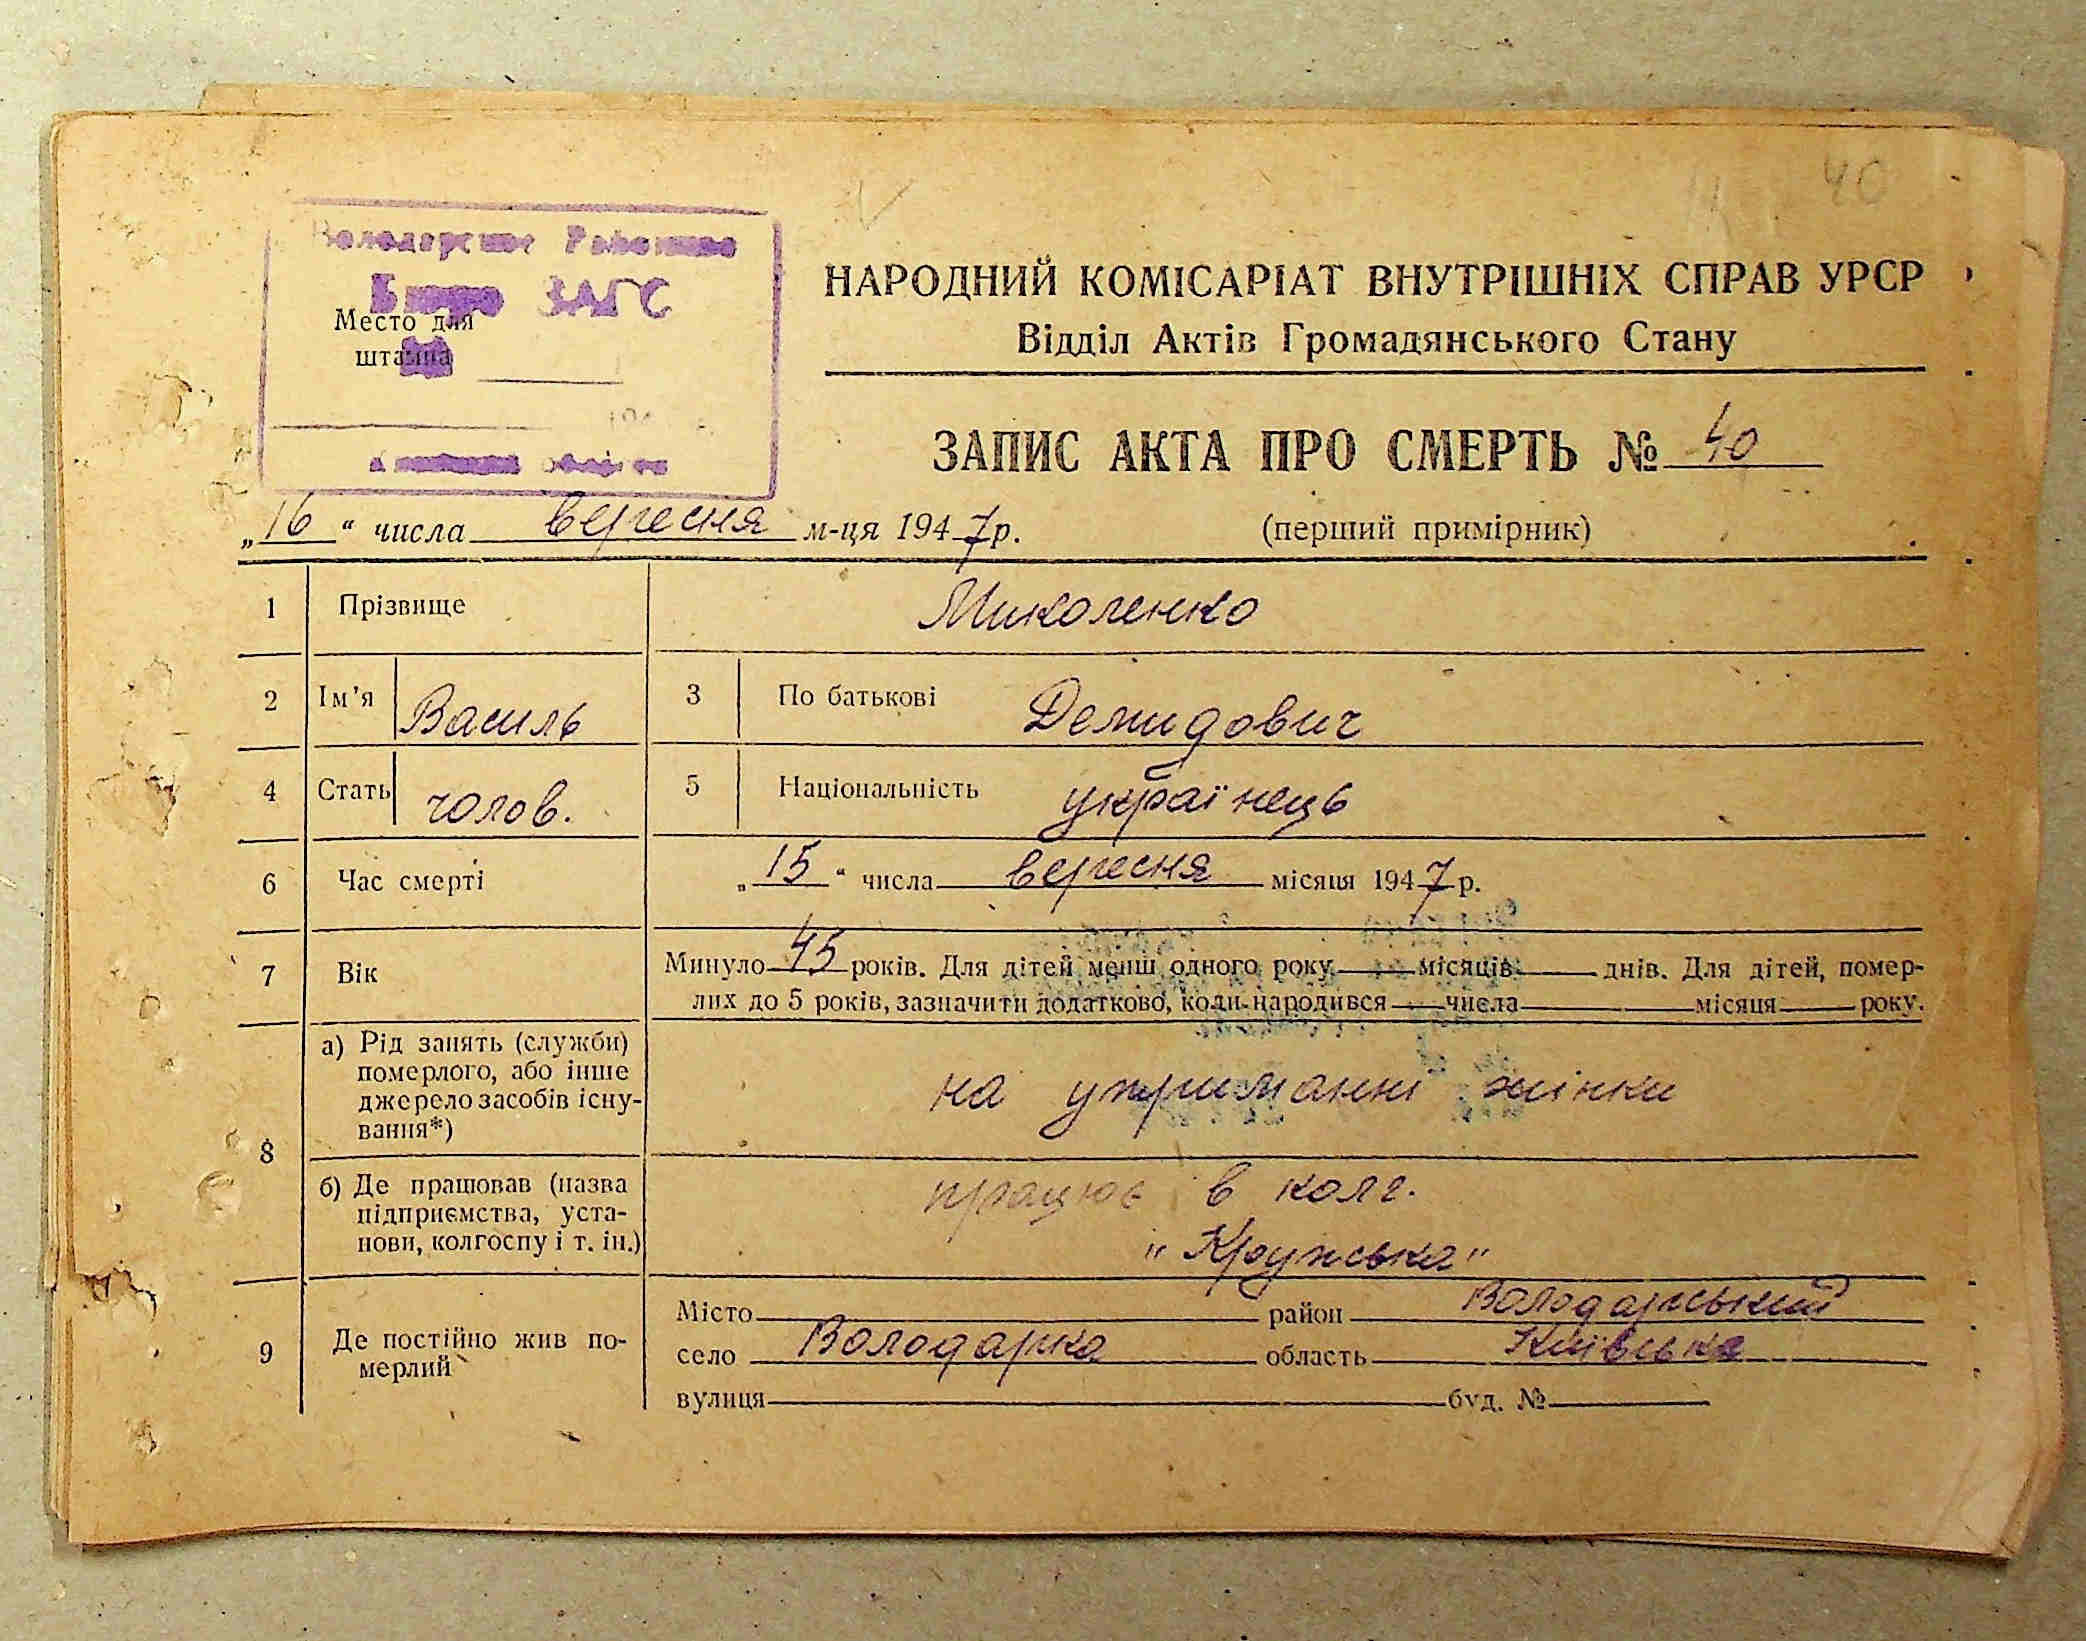 40
Володарське Районне
Бюро ЗАГС
Место для
штампа
НАРОДНИЙ КОМІСАРІАТ ВНУТРІШНІХ СПРАВ УРСР
Відділ Актів Громадянського Стану
ЗАПИС АКТА ПРО СМЕРТЬ № 40
„16“ числа вересня м-ця 1947р. (перший примірник)
1 Прізвище Миколенко
2 Ім'я Василь 3 По батькові Демидович
4 Стать чолов. 5 Національність українець
6 Час смерті „15“ числа вересня місяця 1947р.
7 Вік Минуло 45 років. Для дітей менш одного року місяців днів. Для дітей, помер-
лих до 5 років, зазначити додатково, коли народився числа місяця року.
8 а) Рід занять (служби)
померлого, або інше
джерело засобів існу-
вання*)
на утриманні жінки
б) Де працював (назва
підприємства, уста-
нови, колгоспу і т. ін.)
працює в колг.
"Крупська"
9 Де постійно жив по-
мерлий
Місто район Володарський
село Володарка область Київська
вулиця буд. №